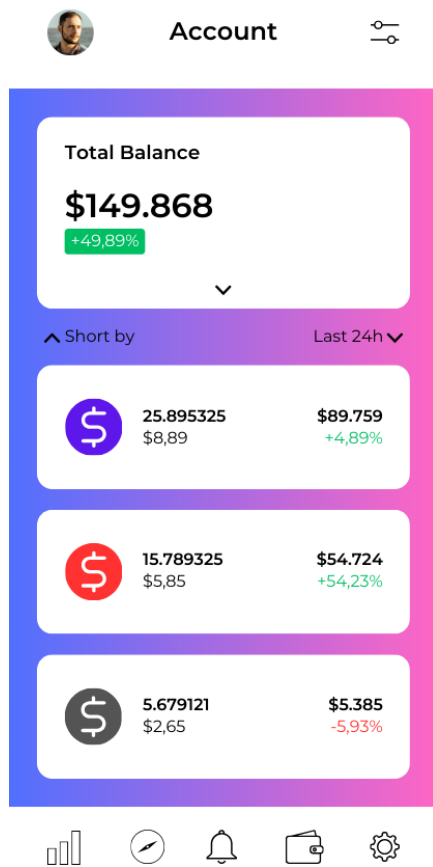 Account
Total Balance
$149.868
+49,89%
Short by Last 24h
25.895325 $89.759
$8,89 +4,89%
15.789325 $54.724
$5,85 +54,23%
5.679121 $5.385
$2,65 -5,93%